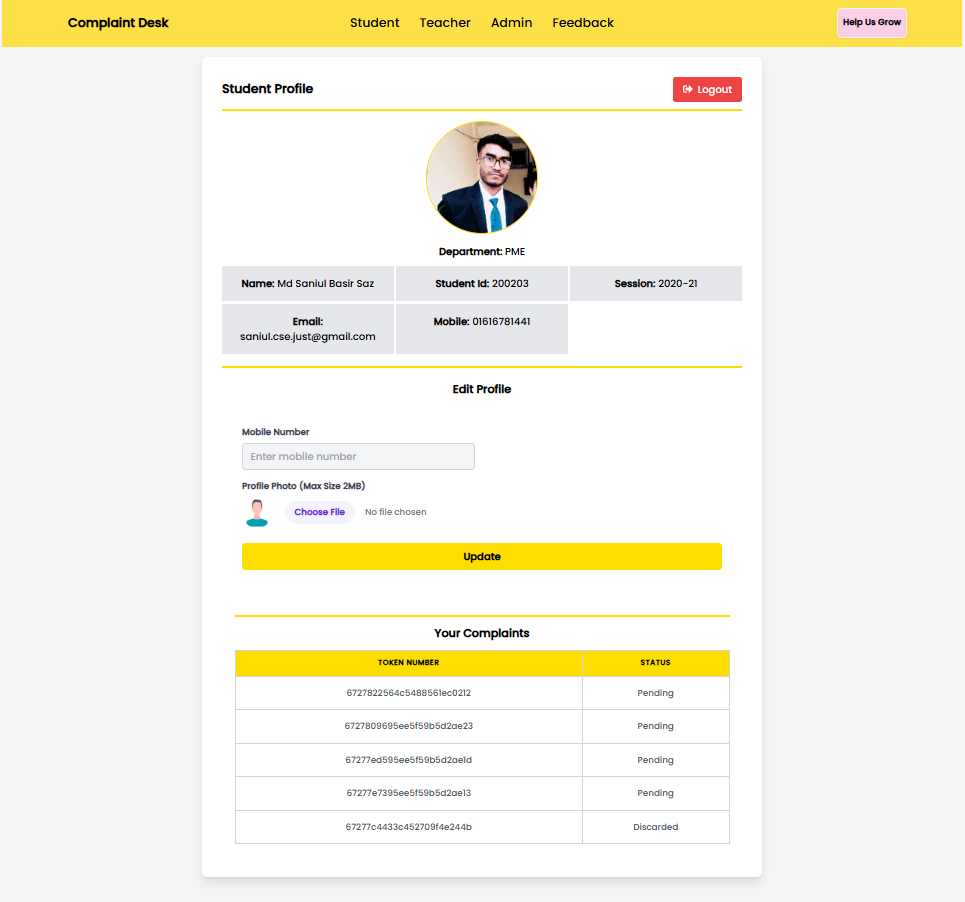 Complaint Desk
Student Teacher Admin Feedback
Help Us Grow
Student Profile
Logout
Department: PME
Name: Md Saniul Basir Saz
Student Id: 200203
Session: 2020-21
Email:
saniul.cse.just@gmail.com
Mobile: 01616781441
Edit Profile
Mobile Number
Enter mobile number
Profile Photo (Max Size 2MB)
Choose File No file chosen
Update
Your Complaints
TOKEN NUMBER STATUS
6727822564c5488561ec0212 Pending
6727809695ee5f59b5d2ae23 Pending
67277ed595ee5f59b5d2ae1d Pending
67277e7395ee5f59b5d2ae13 Pending
67277c4433c452709f4e244b Discarded